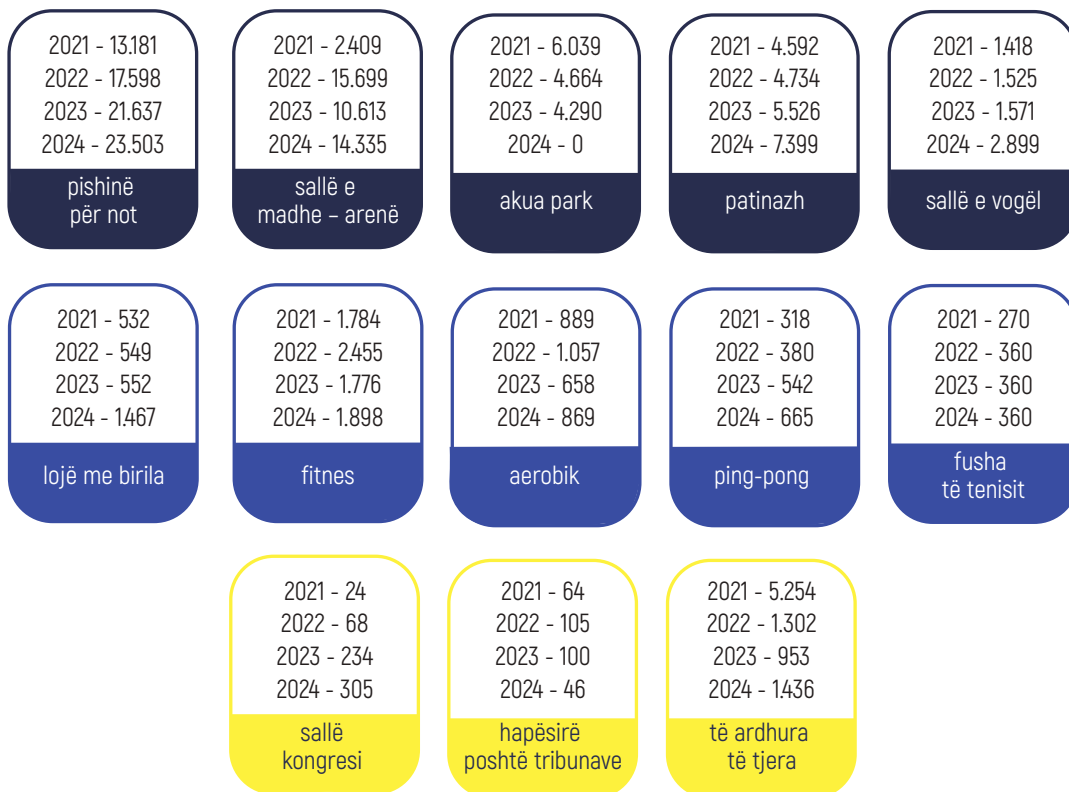 2021 - 13.181
2022 - 17.598
2023 - 21.637
2024 - 23.503
pishinë
për not
2021 - 2.409
2022 - 15.699
2023 - 10.613
2024 - 14.335
sallë e
madhe – arenë
2021 - 6.039
2022 - 4.664
2023 - 4.290
2024 - 0
akua park
2021 - 4.592
2022 - 4.734
2023 - 5.526
2024 - 7.399
patinazh
2021 - 1.418
2022 - 1.525
2023 - 1.571
2024 - 2.899
sallë e vogël
2021 - 532
2022 - 549
2023 - 552
2024 - 1.467
lojë me birila
2021 - 1.784
2022 - 2.455
2023 - 1.776
2024 - 1.898
fitnes
2021 - 889
2022 - 1.057
2023 - 658
2024 - 869
aerobik
2021 - 318
2022 - 380
2023 - 542
2024 - 665
ping-pong
2021 - 270
2022 - 360
2023 - 360
2024 - 360
fusha
të tenisit
2021 - 24
2022 - 68
2023 - 234
2024 - 305
sallë
kongresi
2021 - 64
2022 - 105
2023 - 100
2024 - 46
hapësirë
poshtë tribunave
2021 - 5.254
2022 - 1.302
2023 - 953
2024 - 1.436
të ardhura
të tjera